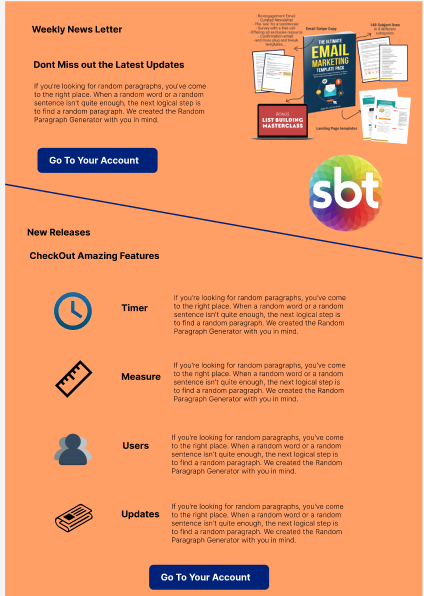 Weekly News Letter
Dont Miss out the Latest Updates
If you're looking for random paragraphs, you've come
to the right place. When a random word or a random
sentence isn't quite enough, the next logical step is
to find a random paragraph. We created the Random
Paragraph Generator with you in mind.
Go To Your Account
Re-engagement Email
Curated Newsletter
Confirmation email
templates...
Email Swipe Copy
149 Subject lines
in 8 different
categories
THE ULTIMATE
EMAIL
MARKETING
TEMPLATE PACK
BONUS
LIST BUILDING
MASTERCLASS
Landing Page templates
sbt
New Releases
CheckOut Amazing Features
Timer
If you're looking for random paragraphs, you've come
to the right place. When a random word or a random
sentence isn't quite enough, the next logical step is
to find a random paragraph. We created the Random
Paragraph Generator with you in mind.
Measure
If you're looking for random paragraphs, you've come
to the right place. When a random word or a random
sentence isn't quite enough, the next logical step is
to find a random paragraph. We created the Random
Paragraph Generator with you in mind.
Users
If you're looking for random paragraphs, you've come
to the right place. When a random word or a random
sentence isn't quite enough, the next logical step is
to find a random paragraph. We created the Random
Paragraph Generator with you in mind.
Updates
If you're looking for random paragraphs, you've come
to the right place. When a random word or a random
sentence isn't quite enough, the next logical step is
to find a random paragraph. We created the Random
Paragraph Generator with you in mind.
Go To Your Account